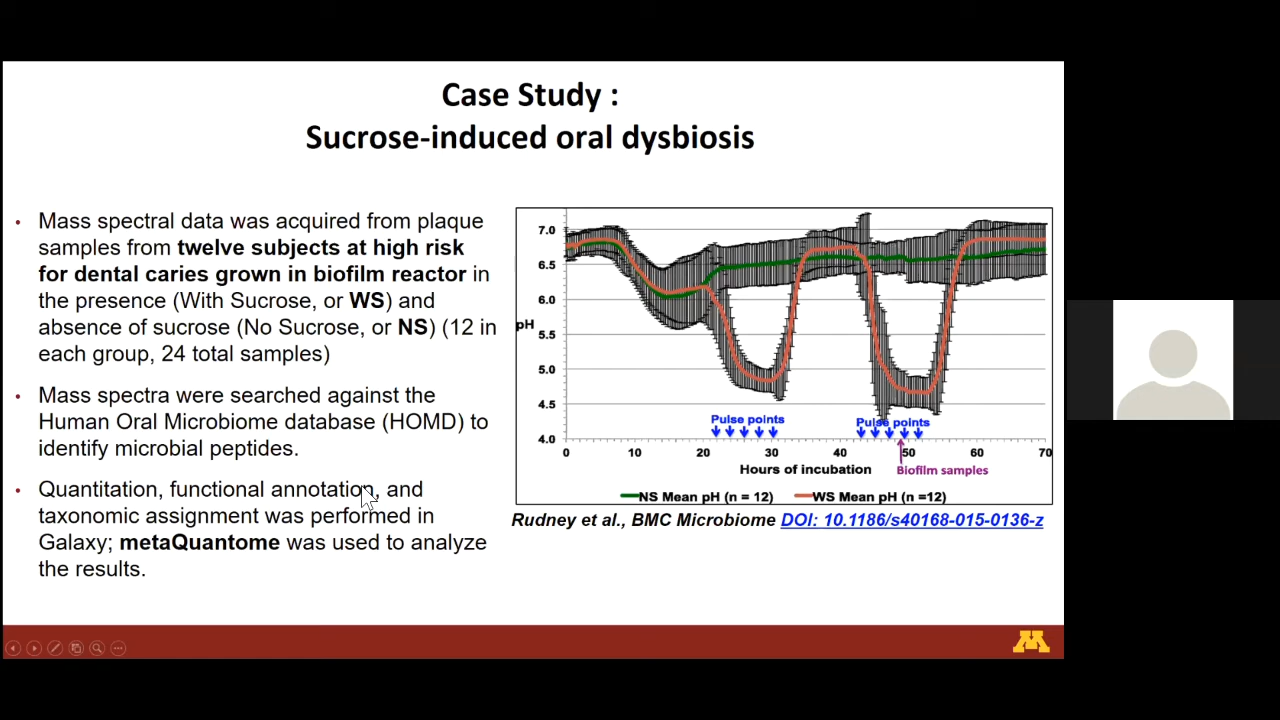 Case Study :
Sucrose-induced oral dysbiosis
• Mass spectral data was acquired from plaque
samples from twelve subjects at high risk
for dental caries grown in biofilm reactor in
the presence (With Sucrose, or WS) and
absence of sucrose (No Sucrose, or NS) (12 in
each group, 24 total samples)
• Mass spectra were searched against the
Human Oral Microbiome database (HOMD) to
identify microbial peptides.
• Quantitation, functional annotation, and
taxonomic assignment was performed in
Galaxy; metaQuantome was used to analyze
the results.
7.0
6.5
6.0
pH
5.5
5.0
4.5
4.0
Pulse points
Pulse points
0 10 20 30 40 50 60 70
Hours of incubation
Biofilm samples
NS Mean pH (n = 12) WS Mean pH (n =12)
Rudney et al., BMC Microbiome DOI: 10.1186/s40168-015-0136-z
M